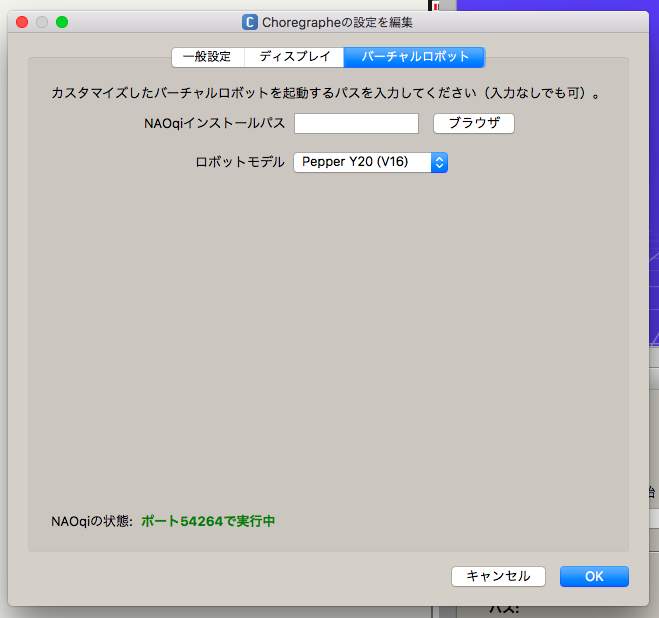 Choregrapheの設定を編集
一般設定 ディスプレイ バーチャルロボット
カスタマイズしたバーチャルロボットを起動するパスを入力してください（入力なしでも可）。
NAOqiインストールパス ブラウザ
ロボットモデル Pepper Y20 (V16)
NAOqiの状態: ポート54264で実行中
キャンセル OK
パス: